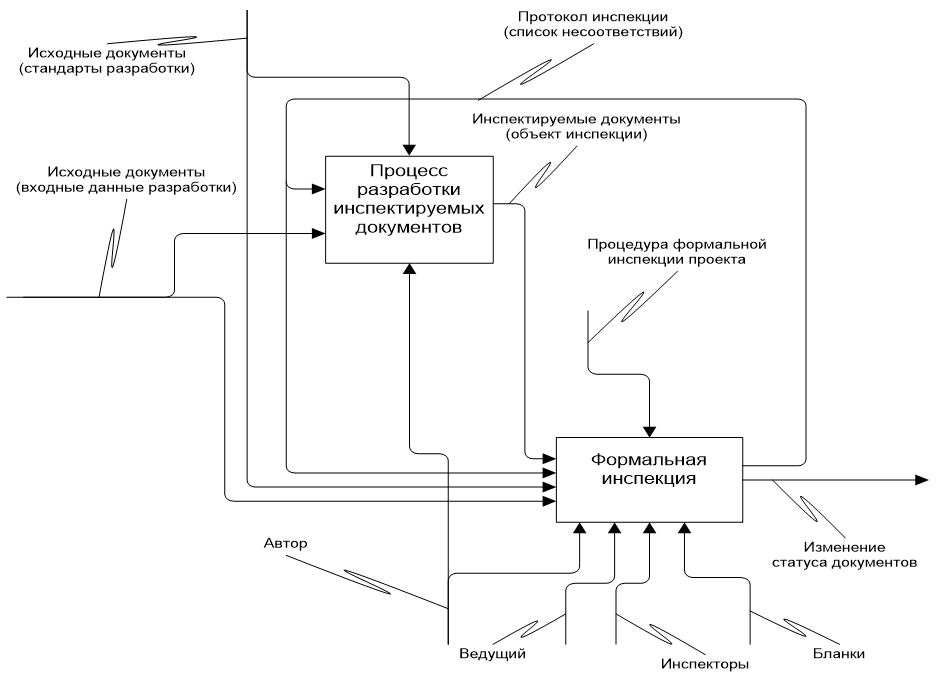 Протокол инспекции
(список несоответствий)
Исходные документы
(стандарты разработки)
Инспектируемые документы
(объект инспекции)
Исходные документы
(входные данные разработки)
Процесс
разработки
инспектируемых
документов
Процедура формальной
инспекции проекта
Формальная
инспекция
Автор
Изменение
статуса документов
Ведущий
Инспекторы
Бланки